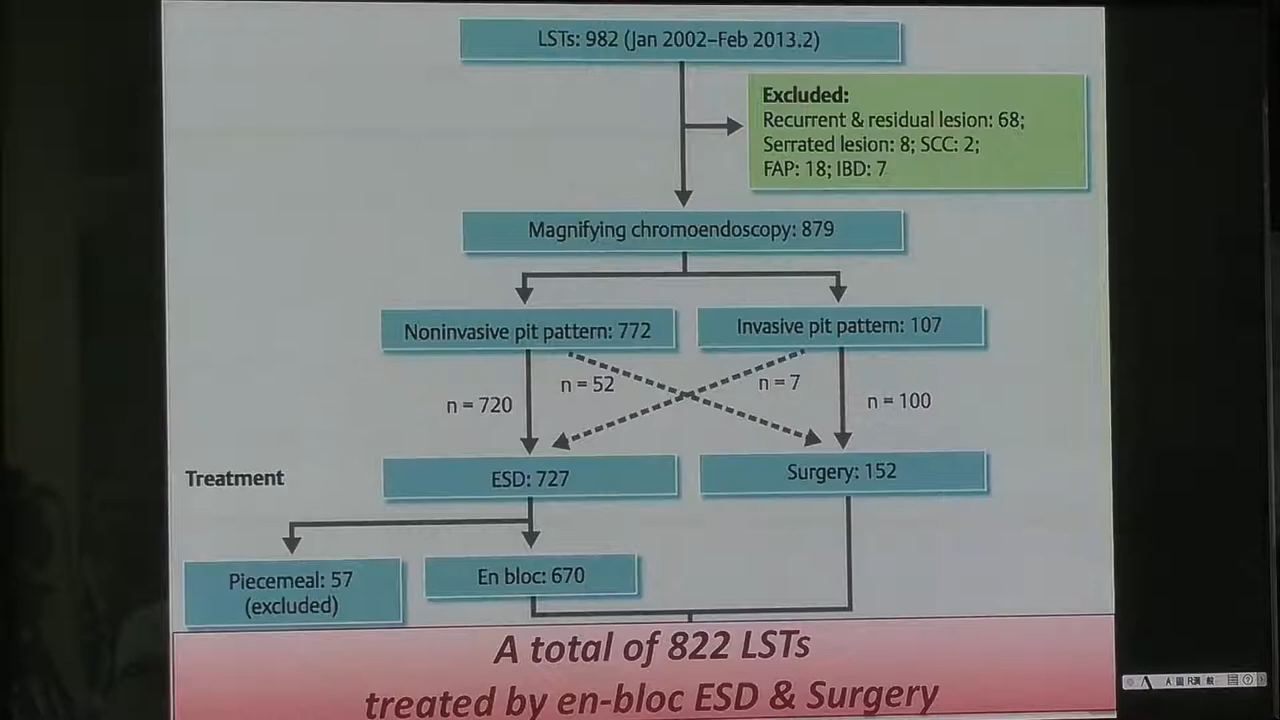 LSTs: 982 (Jan 2002–Feb 2013.2)
Excluded:
Recurrent & residual lesion: 68;
Serrated lesion: 8; SCC: 2;
FAP: 18; IBD: 7
Magnifying chromoendoscopy: 879
Noninvasive pit pattern: 772
Invasive pit pattern: 107
n = 52
n = 7
n = 720
n = 100
Treatment
ESD: 727
Surgery: 152
Piecemeal: 57
(excluded)
En bloc: 670
A total of 822 LSTs
treated by en-bloc ESD & Surgery